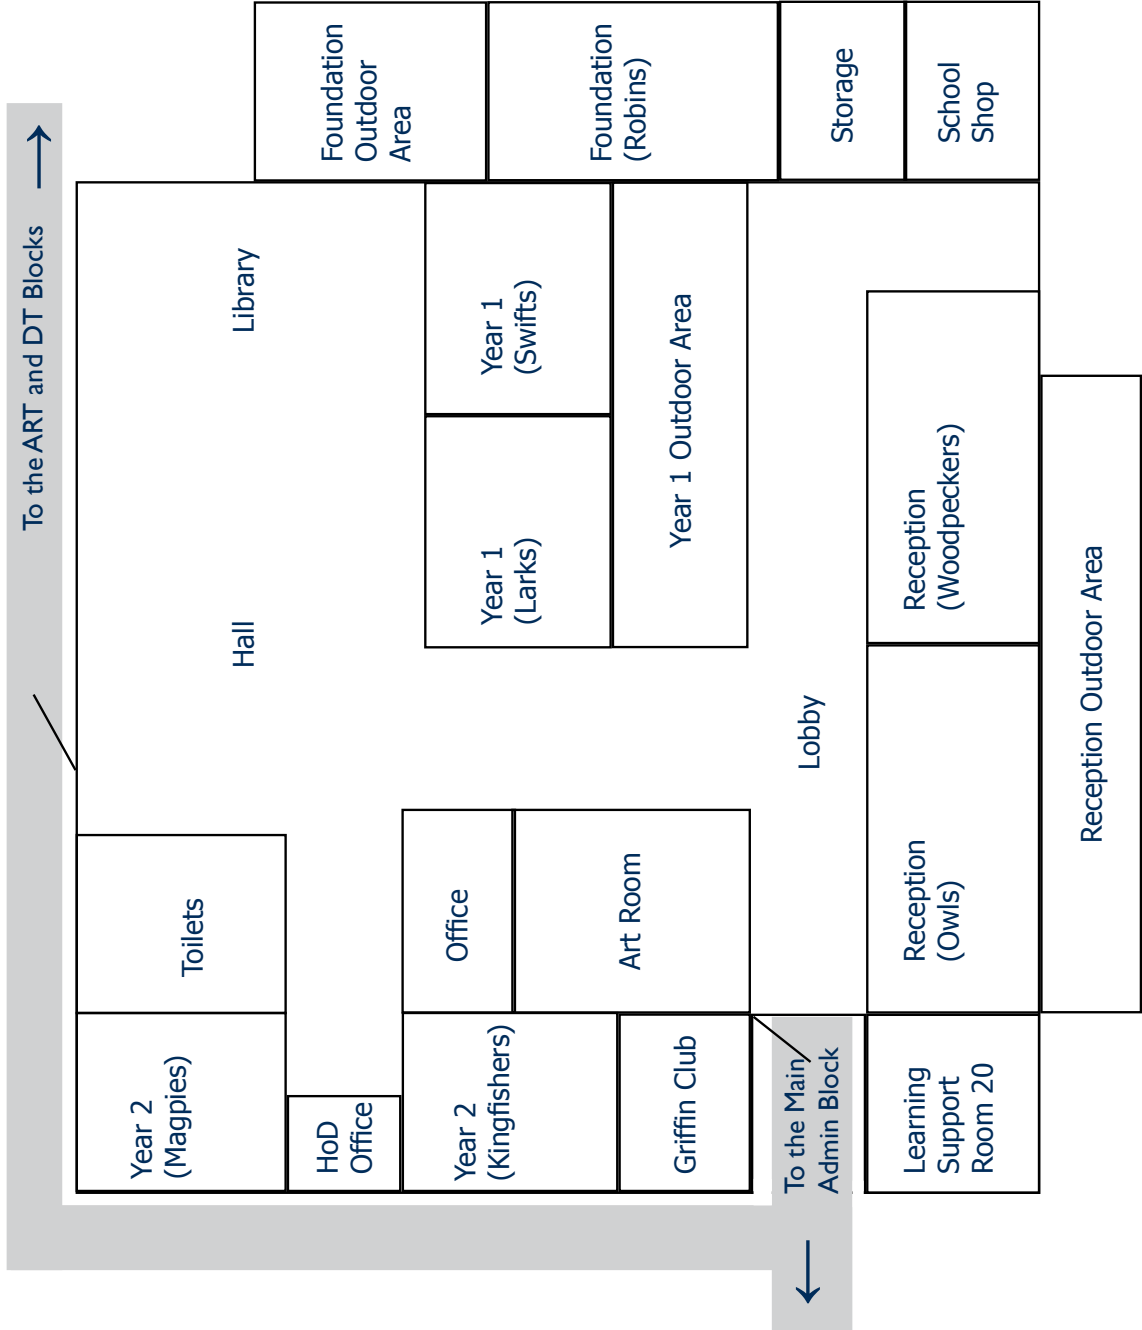 To the ART and DT Blocks
Year 2
(Magpies)
Toilets
Hall
Library
HoD
Office
Foundation
Outdoor
Area
Year 2
(Kingfishers)
Office
Year 1
(Larks)
Year 1
(Swifts)
Foundation
(Robins)
Griffin Club
Art Room
Year 1 Outdoor Area
To the Main
Admin Block
Lobby
Storage
Learning
Support
Room 20
Reception
(Owls)
Reception
(Woodpeckers)
School
Shop
Reception Outdoor Area